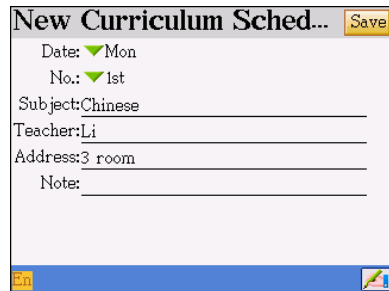 New Curriculum Sched... Save
Date: Mon
No.: 1st
Subject: Chinese
Teacher: Li
Address: 3 room
Note:
En